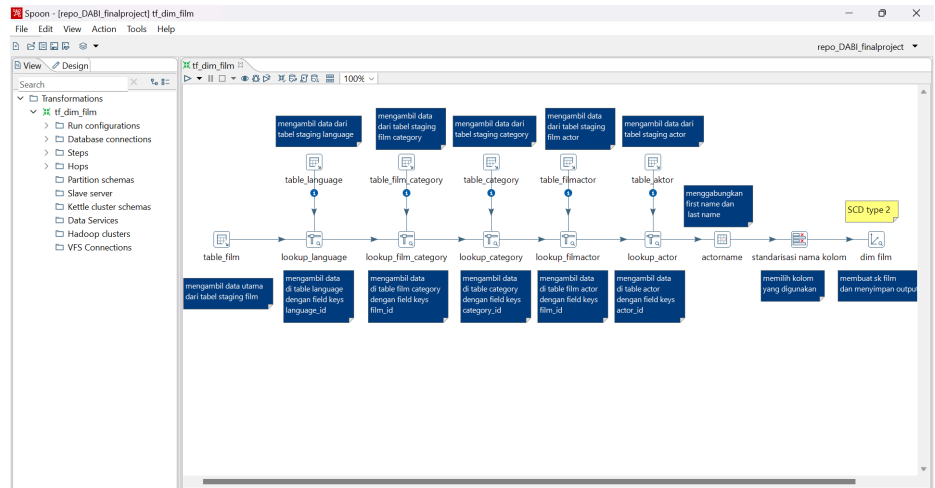 Spoon - [repo_DABI_finalproject] tf_dim_film
File Edit View Action Tools Help
repo_DABI_finalproject
View Design
tf_dim_film
Search
100%
Transformations
tf_dim_film
Run configurations
Database connections
Steps
Hops
Partition schemas
Slave server
Kettle cluster schemas
Data Services
Hadoop clusters
VFS Connections
mengambil data dari
tabel staging language
mengambil data
dari tabel staging
film category
mengambil data dari
tabel staging category
mengambil data
dari tabel staging
film actor
mengambil data dari
tabel staging actor
table_language
table_film_category
table_category
table_filmactor
table_aktor
menggabungkan
first name dan
last name
SCD type 2
table_film
lookup_language
lookup_film_category
lookup_category
lookup_filmactor
lookup_actor
actorname
standarisasi nama kolom
dim film
mengambil data utama
dari tabel staging film
mengambil data
di table language
dengan field keys
language_id
mengambil data
di table film category
dengan field keys
film_id
mengambil data
di table category
dengan field keys
category_id
mengambil data
di table film actor
dengan field keys
film_id
mengambil data
di table actor
dengan field keys
actor_id
memilih kolom
yang digunakan
membuat sk film
dan menyimpan output